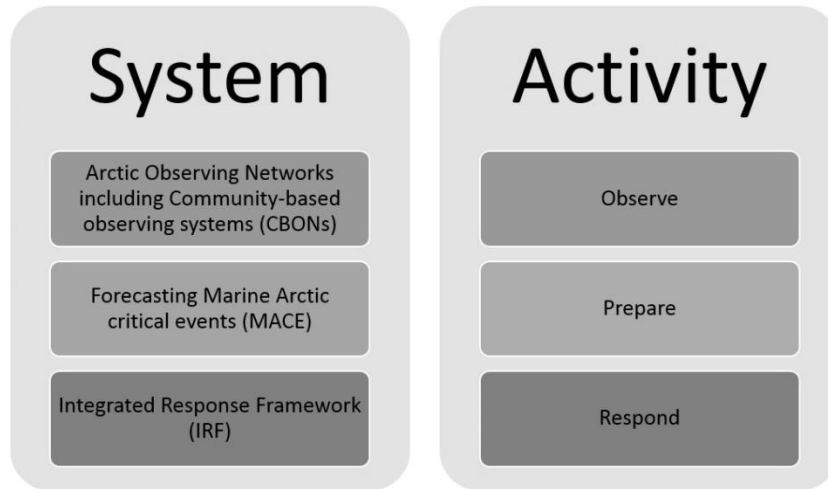 System
Arctic Observing Networks
including Community-based
observing systems (CBONs)
Forecasting Marine Arctic
critical events (MACE)
Integrated Response Framework
(IRF)
Activity
Observe
Prepare
Respond